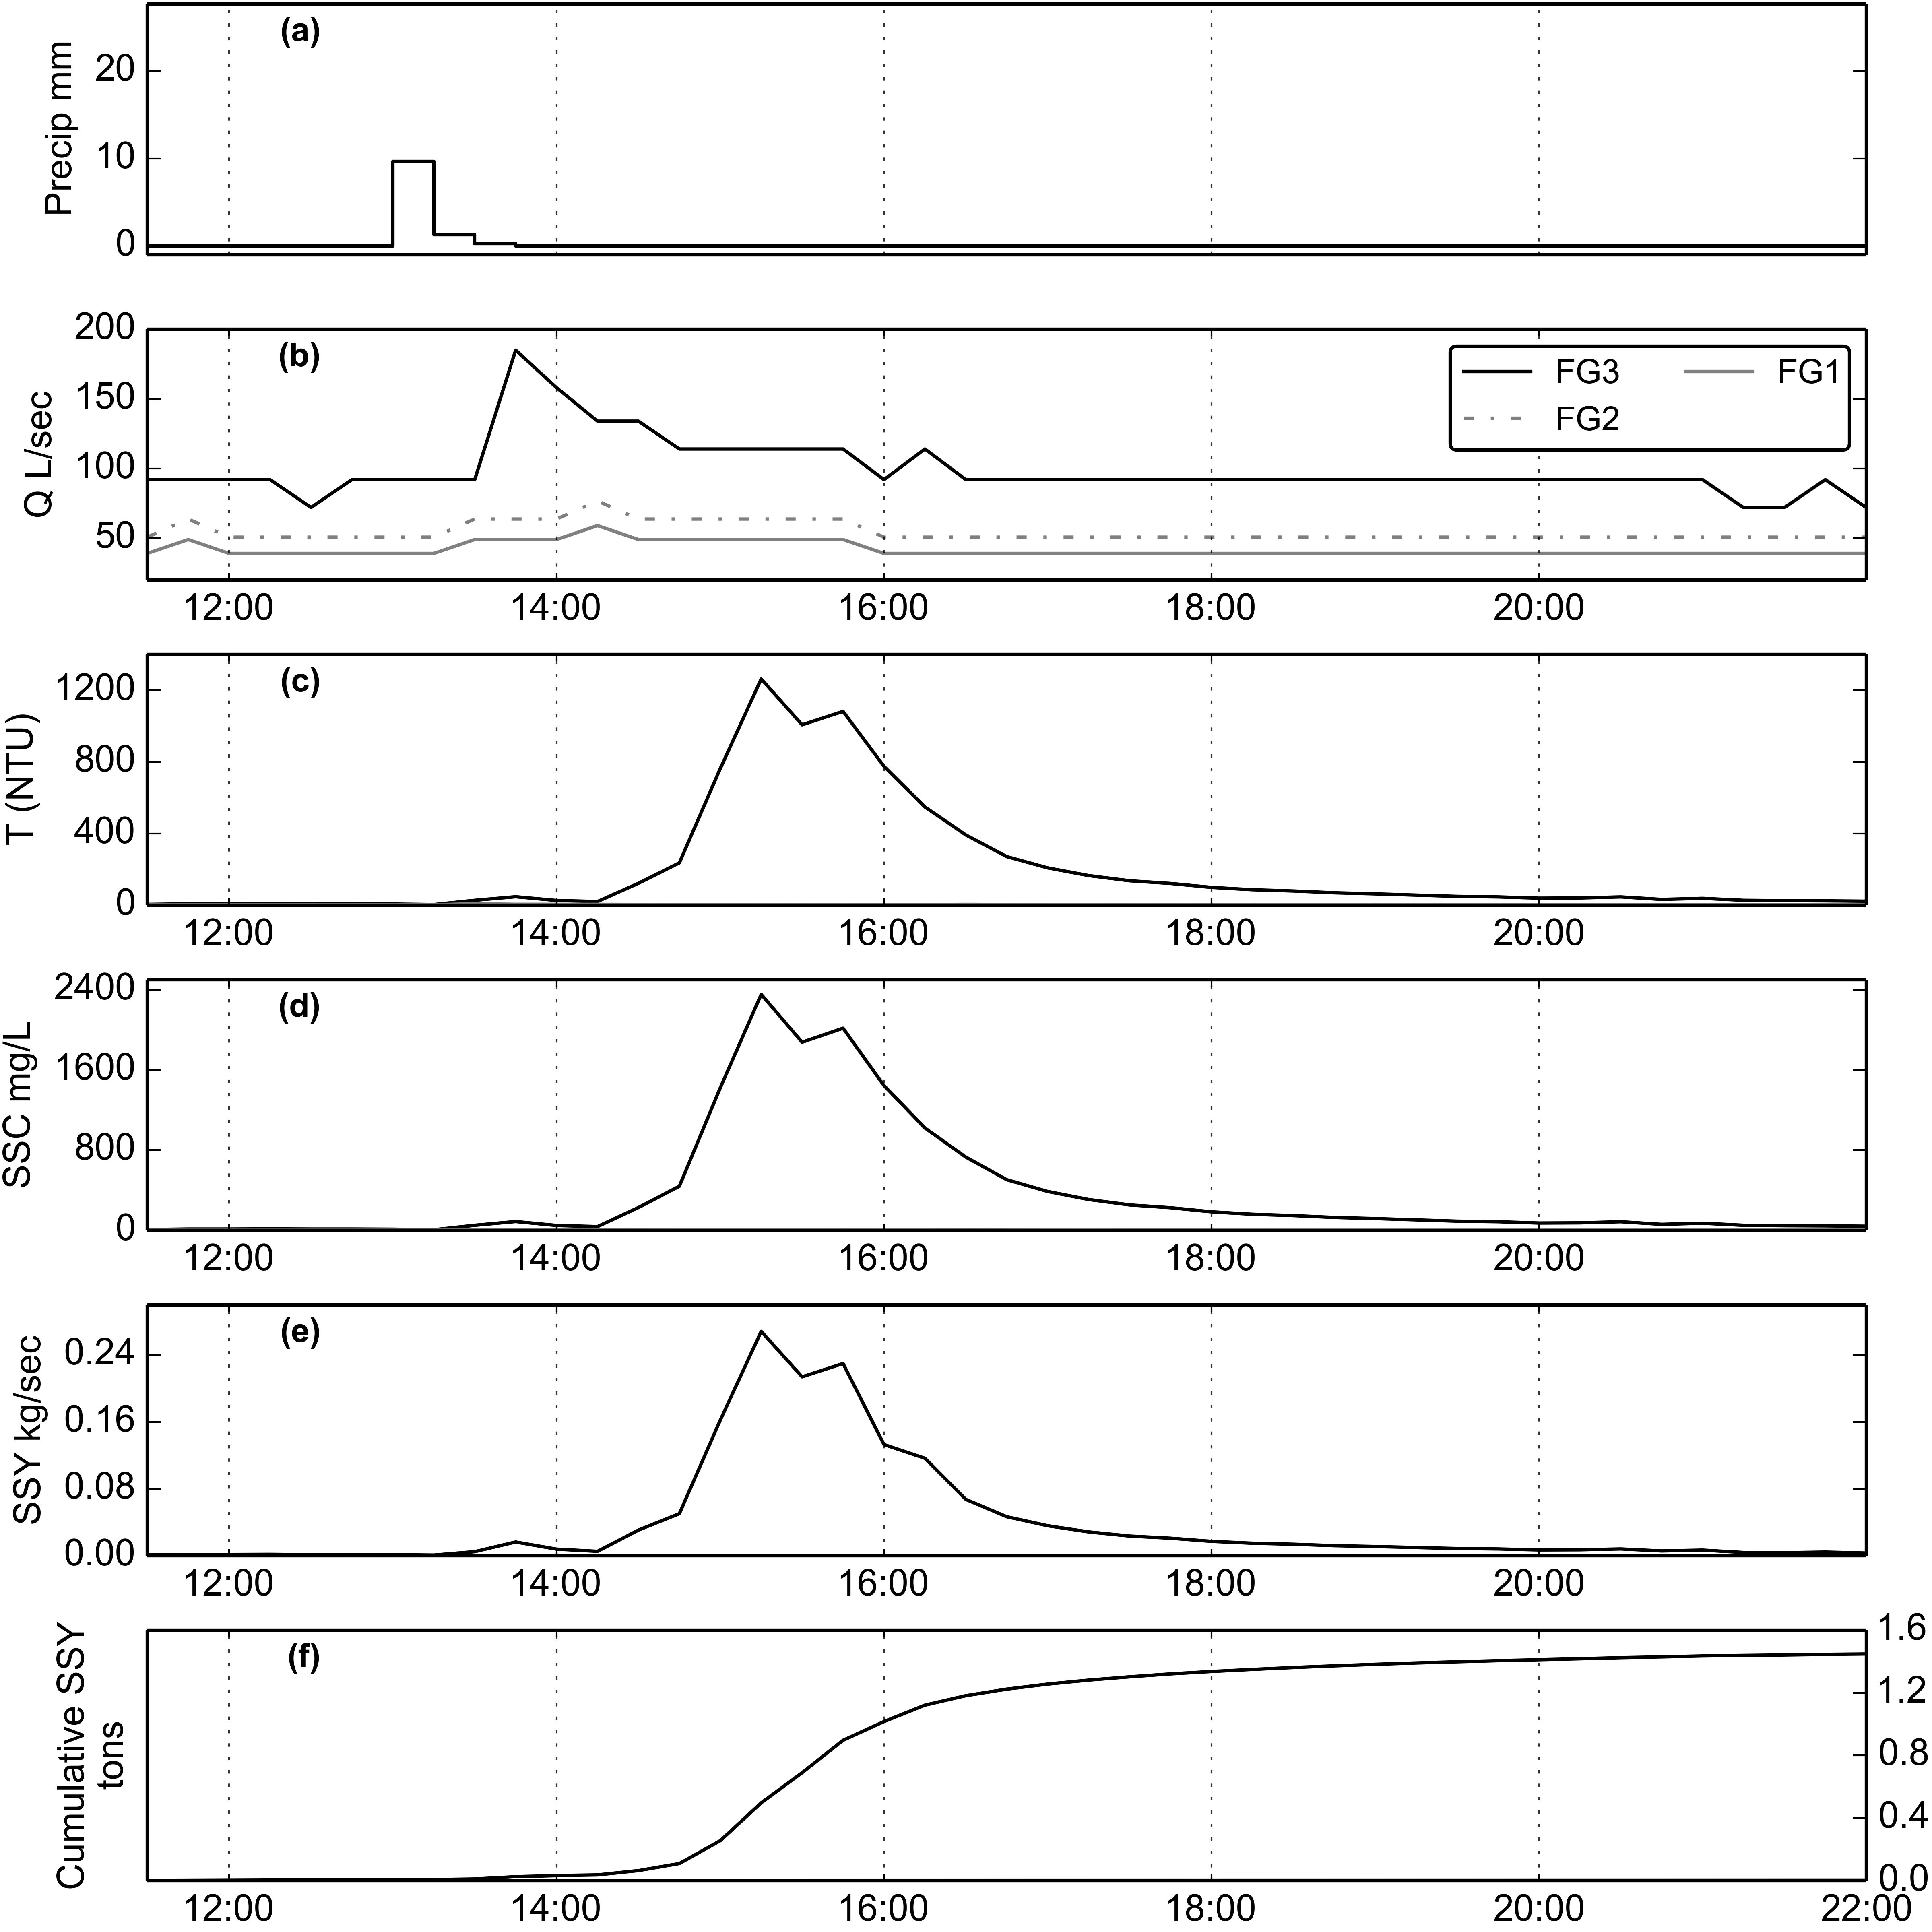 (a)
Precip mm
20
10
0
(b)
Q L/sec
200
150
100
50
FG3 FG1
FG2
12:00 14:00 16:00 18:00 20:00
(c)
T (NTU)
1200
800
400
0
12:00 14:00 16:00 18:00 20:00
(d)
SSC mg/L
2400
1600
800
0
12:00 14:00 16:00 18:00 20:00
(e)
SSY kg/sec
0.24
0.16
0.08
0.00
12:00 14:00 16:00 18:00 20:00
(f)
Cumulative SSY
tons
1.6
1.2
0.8
0.4
0.0
12:00 14:00 16:00 18:00 20:00 22:00